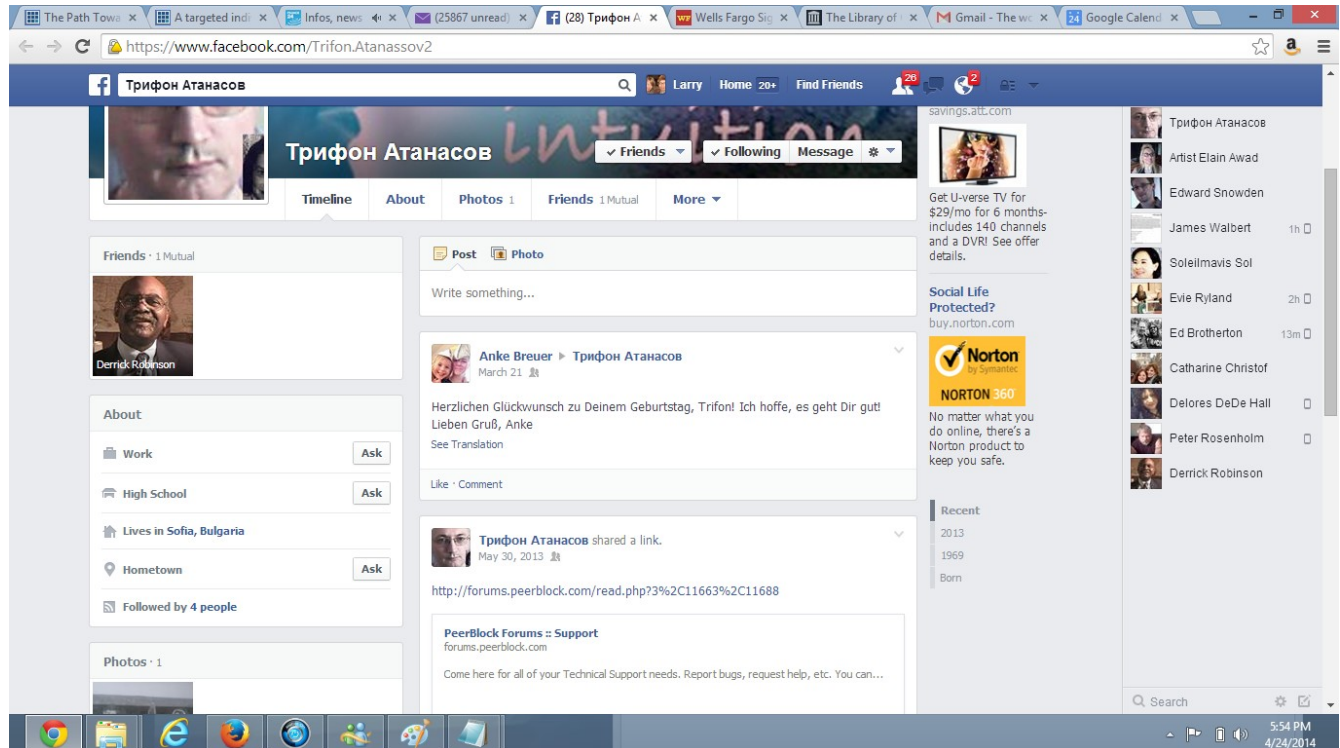 The Path Towa
A targeted indi
Infos, news
(25867 unread)
(28) Трифон А
Wells Fargo Sig
The Library of
Gmail - The wo
Google Calend
https://www.facebook.com/Trifon.Atanassov2
Трифон Атанасов
Larry Home 20+ Find Friends 26 2
intuition
Трифон Атанасов
Friends Following Message
Timeline About Photos 1 Friends 1 Mutual More
Friends · 1 Mutual
Derrick Robinson
About
Work Ask
High School Ask
Lives in Sofia, Bulgaria
Hometown Ask
Followed by 4 people
Photos · 1
Post Photo
Write something...
Anke Breuer ▸ Трифон Атанасов
March 21
Herzlichen Glückwunsch zu Deinem Geburtstag, Trifon! Ich hoffe, es geht Dir gut!
Lieben Gruß, Anke
See Translation
Like · Comment
Трифон Атанасов shared a link.
May 30, 2013
http://forums.peerblock.com/read.php?3%2C11663%2C11688
PeerBlock Forums :: Support
forums.peerblock.com
Come here for all of your Technical Support needs. Report bugs, request help, etc. You can...
savings.att.com
Get U-verse TV for
$29/mo for 6 months-
includes 140 channels
and a DVR! See offer
details.
Social Life
Protected?
buy.norton.com
Norton
by Symantec
NORTON 360
No matter what you
do online, there's a
Norton product to
keep you safe.
Recent
2013
1969
Born
Трифон Атанасов
Artist Elain Awad
Edward Snowden
James Walbert 1h
Soleilmavis Sol
Evie Ryland 2h
Ed Brotherton 13m
Catharine Christof
Delores DeDe Hall
Peter Rosenholm
Derrick Robinson
Search
5:54 PM
4/24/2014